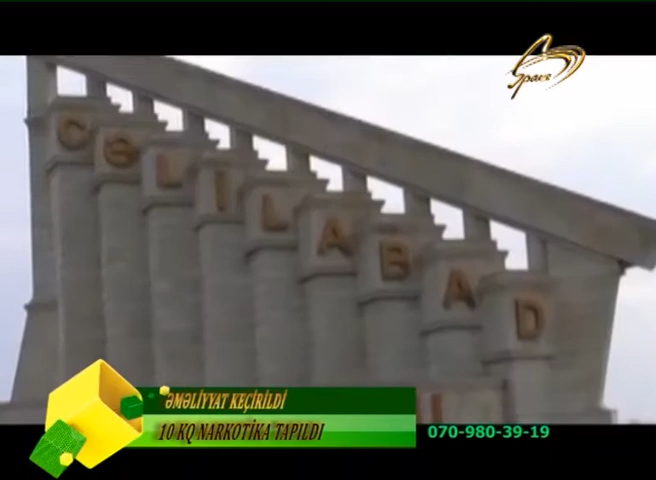 Space
CƏLİLABAD
ƏMƏLİYYAT KEÇİRİLDİ
10 KQ NARKOTİKA TAPILDI
070-980-39-19